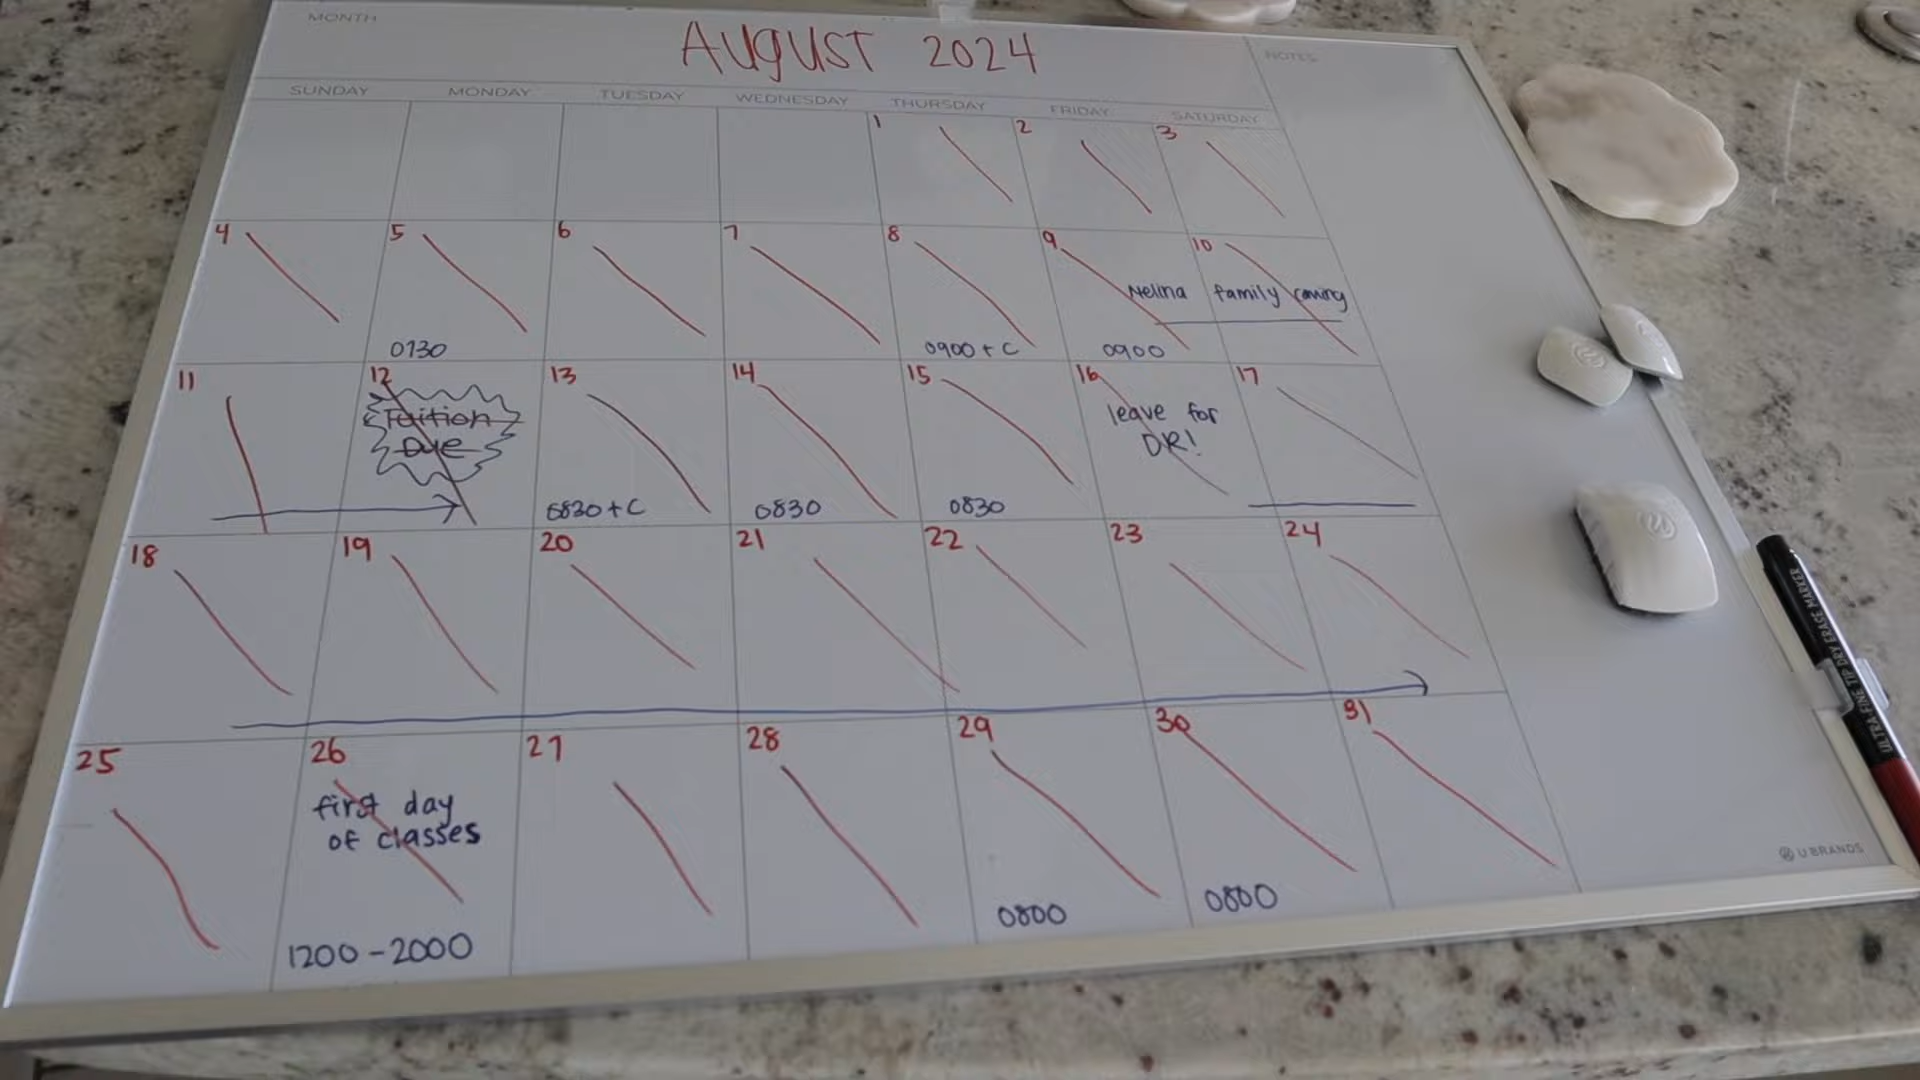 MONTH
AUGUST 2024
NOTES
SUNDAY MONDAY TUESDAY WEDNESDAY THURSDAY FRIDAY SATURDAY
1 2 3
4 5 6 7 8 9 10
family coming
0900 + C 0900
11 12 13 14 15 16 17
Tuition
Due
leave for
DR!
0830 + C 0830 0830
18 19 20 21 22 23 24
25 26 27 28 29 30 31
first day
of classes
1200 - 2000 0800 0800
U BRANDS
ULTRA-FINE TIP DRY ERASE MARKER